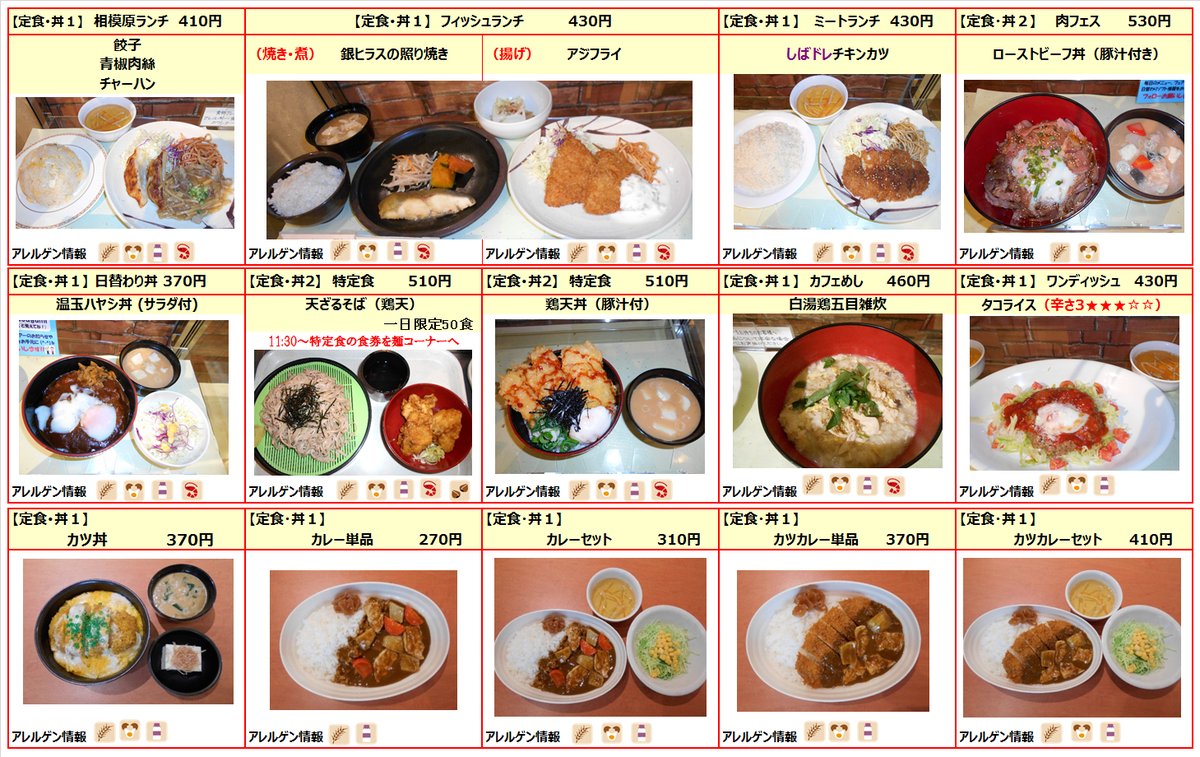 【定食・丼１】 相模原ランチ 410円
餃子
青椒肉絲
チャーハン
アレルゲン情報
【定食・丼１】 フィッシュランチ 430円
（焼き・煮） 銀ヒラスの照り焼き
（揚げ） アジフライ
アレルゲン情報
アレルゲン情報
【定食・丼１】 ミートランチ 430円
しばドレチキンカツ
アレルゲン情報
【定食・丼２】 肉フェス 530円
ローストビーフ丼（豚汁付き）
アレルゲン情報
【定食・丼１】 日替わり丼 370円
温玉ハヤシ丼（サラダ付）
アレルゲン情報
【定食・丼2】 特定食 510円
天ざるそば（鶏天）
一日限定50食
11:30～特定食の食券を麺コーナーへ
アレルゲン情報
【定食・丼2】 特定食 510円
鶏天丼（豚汁付）
アレルゲン情報
【定食・丼１】 カフェめし 460円
白湯鶏五目雑炊
アレルゲン情報
【定食・丼１】 ワンディッシュ 430円
タコライス（辛さ3★★★☆☆）
アレルゲン情報
【定食・丼１】
カツ丼 370円
アレルゲン情報
【定食・丼１】
カレー単品 270円
アレルゲン情報
【定食・丼１】
カレーセット 310円
アレルゲン情報
【定食・丼１】
カツカレー単品 370円
アレルゲン情報
【定食・丼１】
カツカレーセット 410円
アレルゲン情報